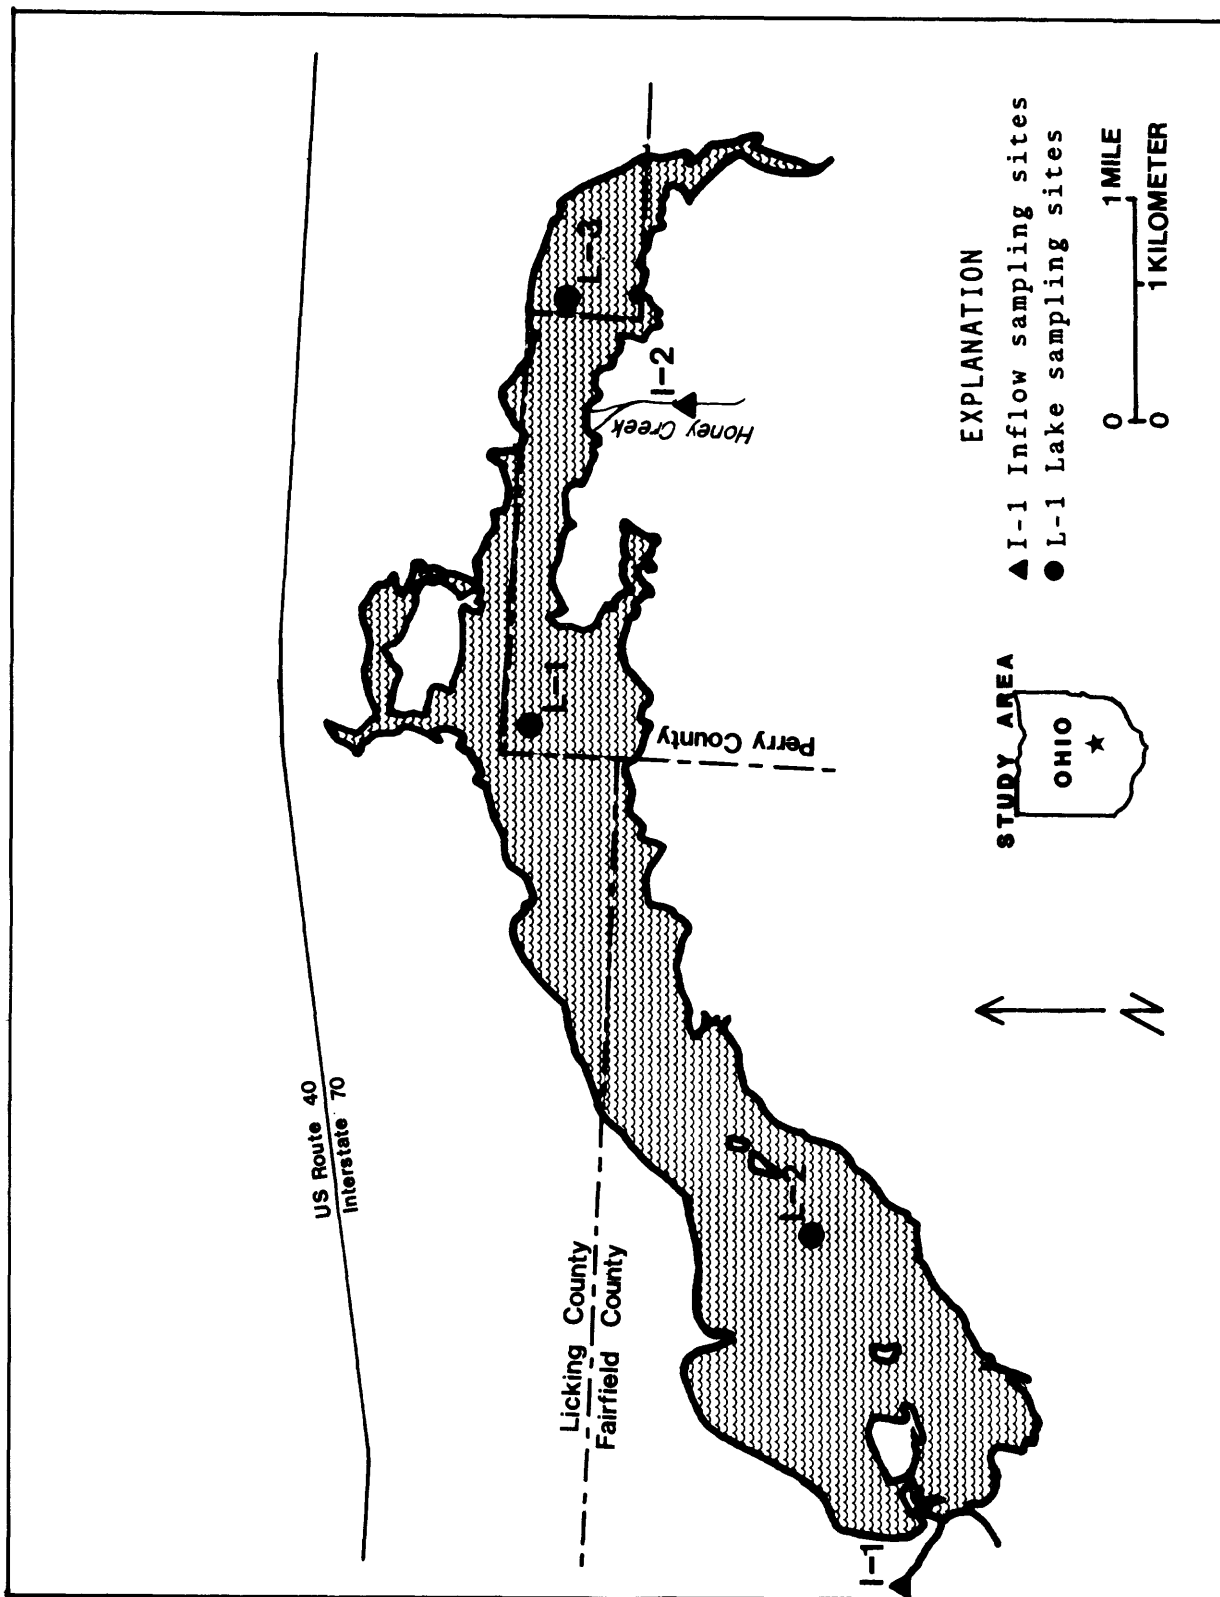 US Route 40
Interstate 70
Licking County
Fairfield County
Perry County
Honey Creek
I-1
I-2
L-1
L-2
L-3
STUDY AREA
OHIO
N
EXPLANATION
I-1 Inflow sampling sites
L-1 Lake sampling sites
0 1 MILE
0 1 KILOMETER